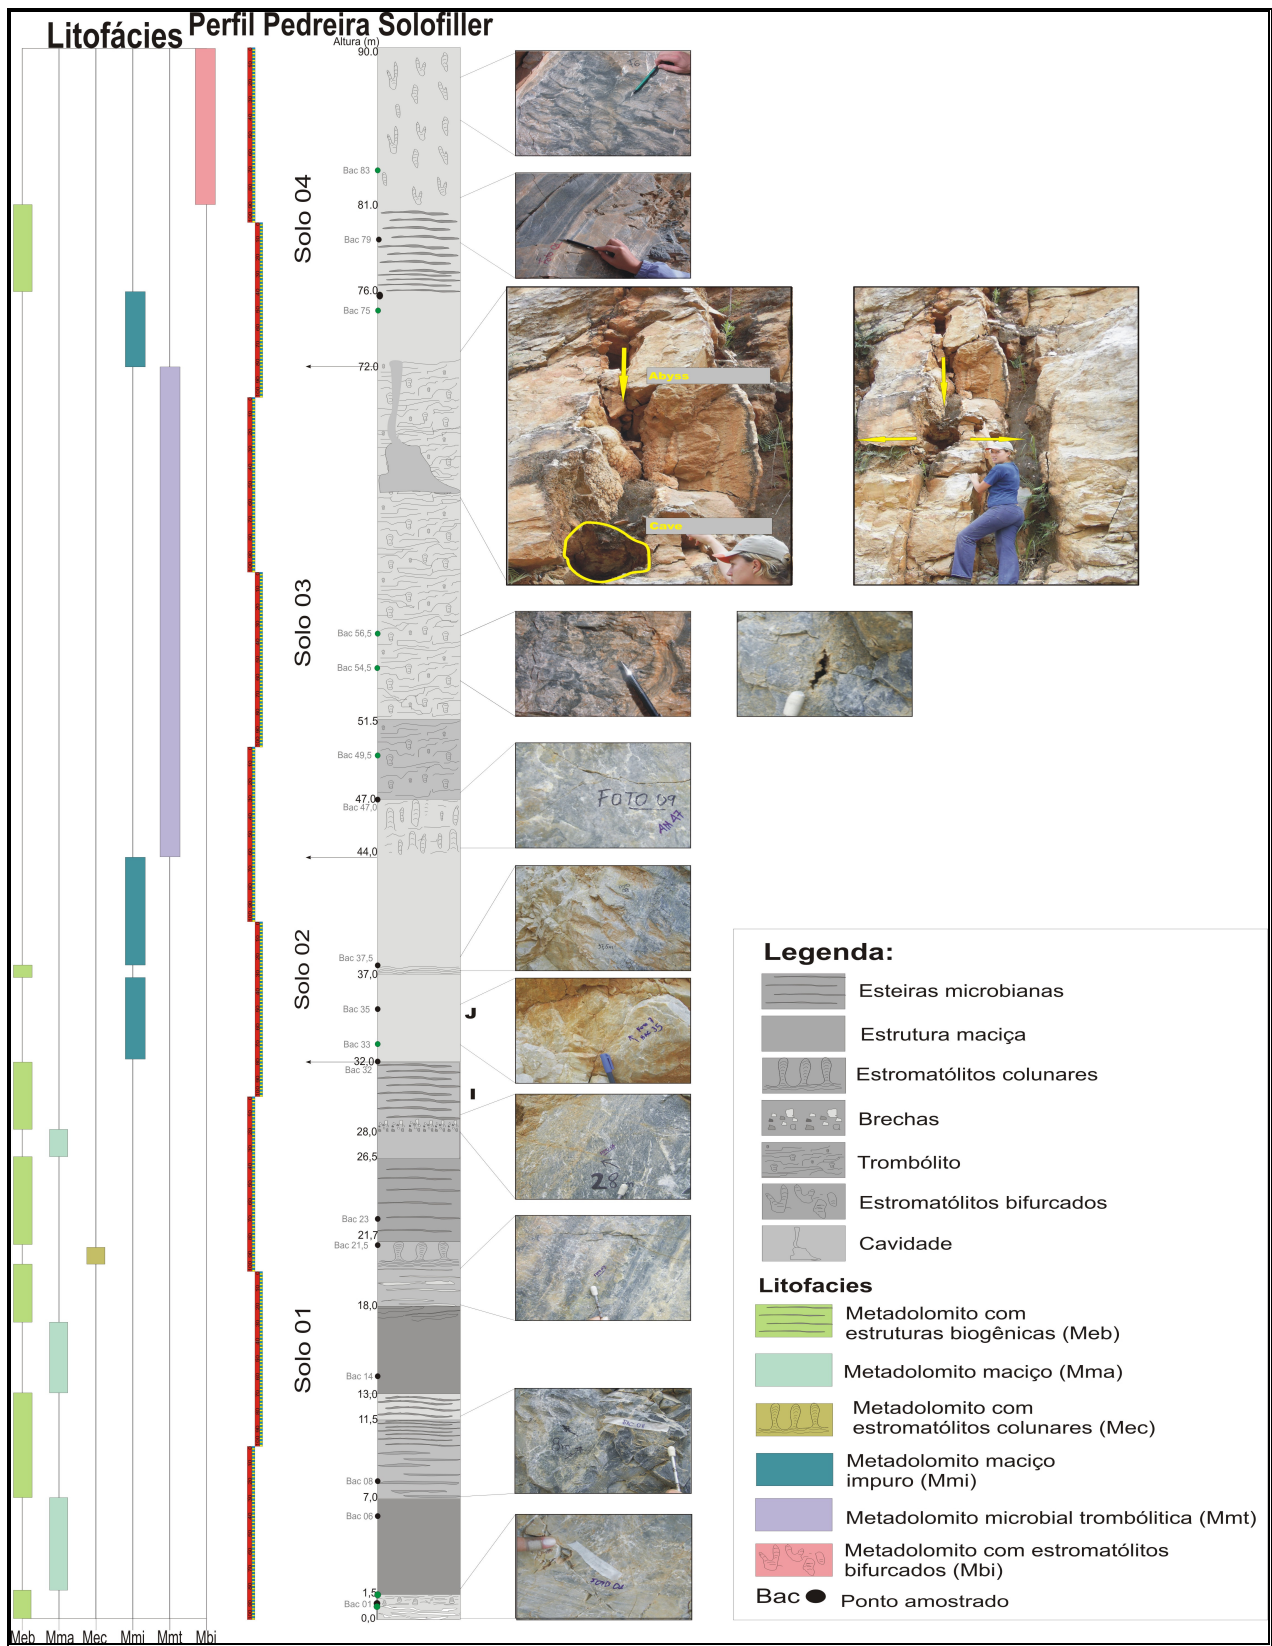 Litofácies
Perfil Pedreira Solofiller
Altura (m)
90.0
Bac 83
81.0
Solo 04
Bac 79
76.0
Bac 75
72.0
Abyss
Cave
Solo 03
Bac 56,5
Bac 54,5
51.5
Bac 49,5
47,0
Bac 47,0
FOTO 09
44,0
Solo 02
Bac 37,5
37,0
Bac 35
J
Bac 33
32,0
Bac 32
I
28,0
28
26,5
Bac 23
21,7
Bac 21,5
18,0
Solo 01
Bac 14
13,0
11,5
Bac 08
7,0
Bac 06
1,5
Bac 01
0,0
Meb Mma Mec Mmi Mmt Mbi
Legenda:
Esteiras microbianas
Estrutura maciça
Estromatólitos colunares
Brechas
Trombólito
Estromatólitos bifurcados
Cavidade
Litofacies
Metadolomito com
estruturas biogênicas (Meb)
Metadolomito maciço (Mma)
Metadolomito com
estromatólitos colunares (Mec)
Metadolomito maciço
impuro (Mmi)
Metadolomito microbial trombólitica (Mmt)
Metadolomito com estromatólitos
bifurcados (Mbi)
Bac
Ponto amostrado